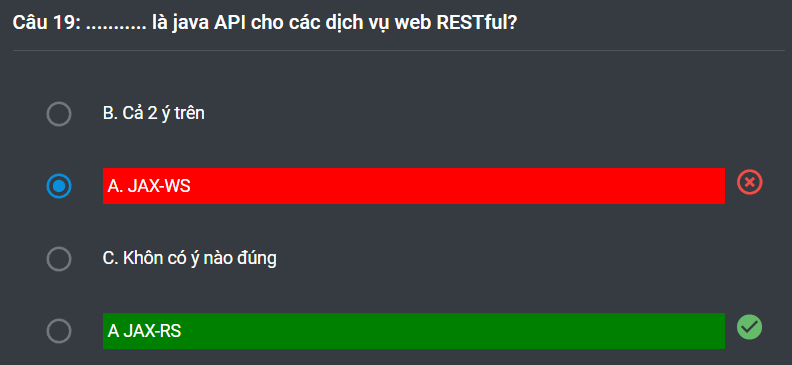 Câu 19: ........... là java API cho các dịch vụ web RESTful?
B. Cả 2 ý trên
A. JAX-WS
C. Khôn có ý nào đúng
A JAX-RS